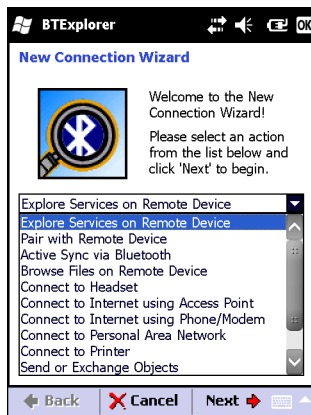 BTExplorer
OK
New Connection Wizard
Welcome to the New
Connection Wizard!
Please select an action
from the list below and
click 'Next' to begin.
Explore Services on Remote Device
Explore Services on Remote Device
Pair with Remote Device
Active Sync via Bluetooth
Browse Files on Remote Device
Connect to Headset
Connect to Internet using Access Point
Connect to Internet using Phone/Modem
Connect to Personal Area Network
Connect to Printer
Send or Exchange Objects
Back
Cancel
Next